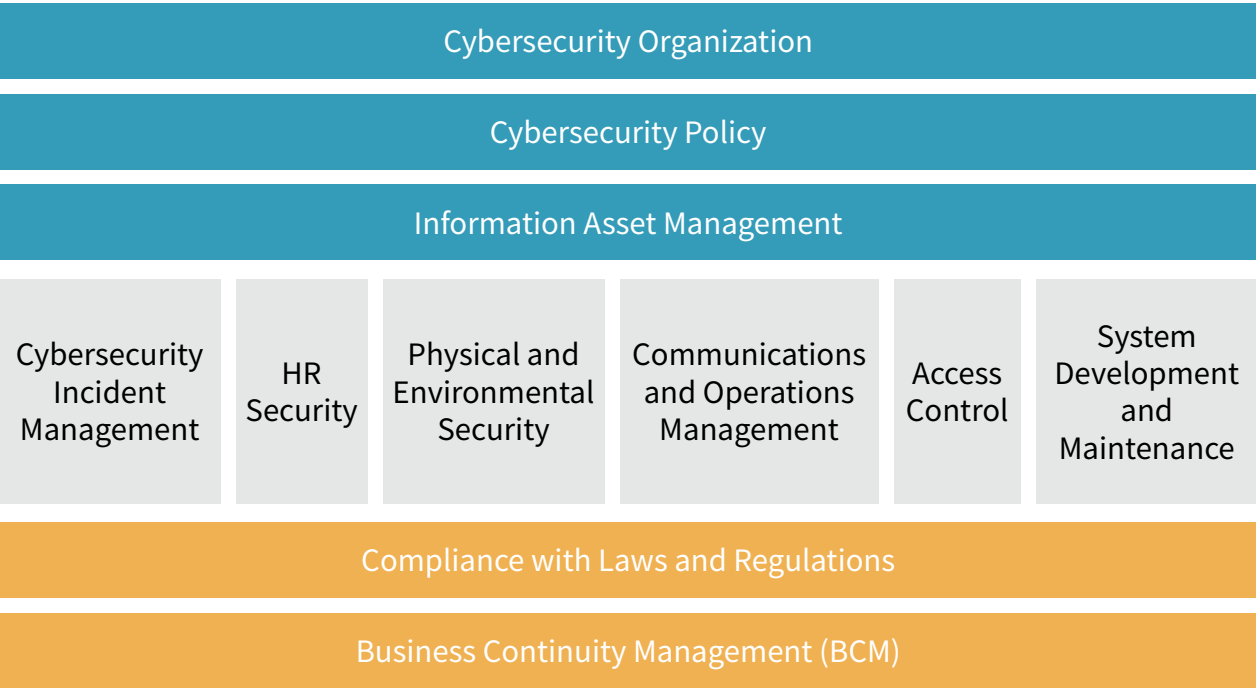 Cybersecurity Organization
Cybersecurity Policy
Information Asset Management
Cybersecurity
Incident
Management
HR
Security
Physical and
Environmental
Security
Communications
and Operations
Management
Access
Control
System
Development
and
Maintenance
Compliance with Laws and Regulations
Business Continuity Management (BCM)